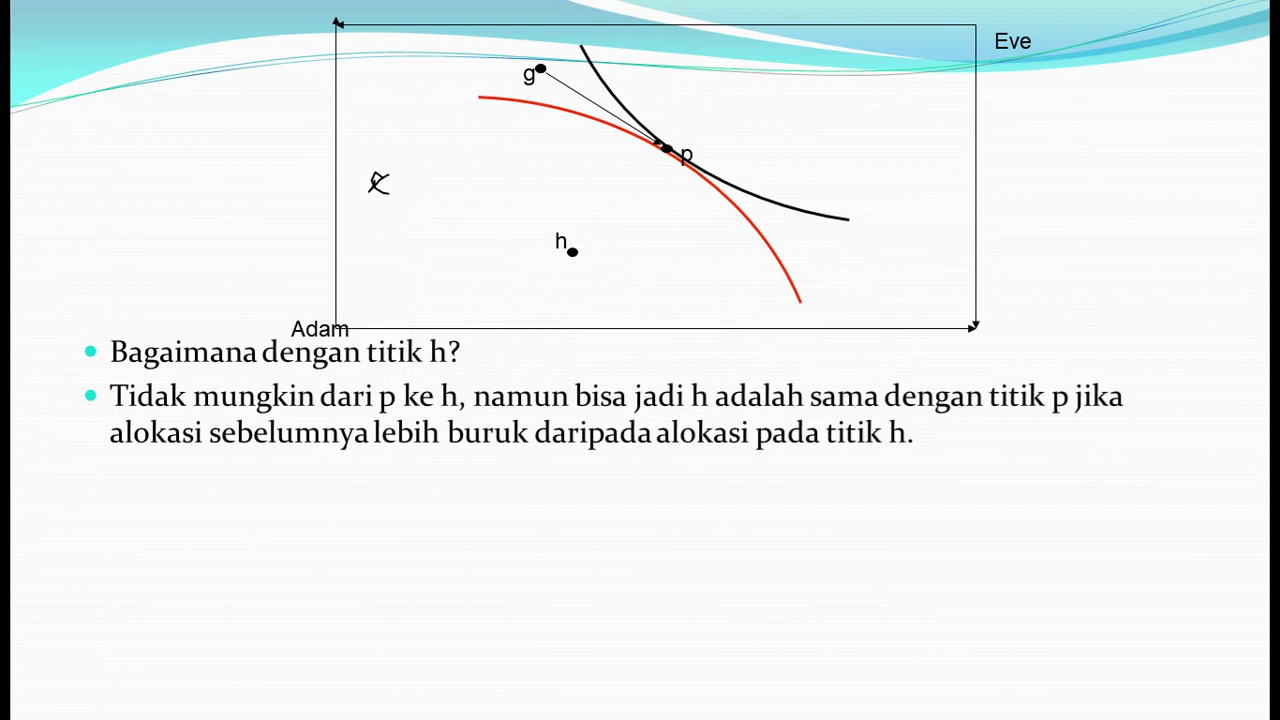 Eve
g
p
h
Adam
Bagaimana dengan titik h?
Tidak mungkin dari p ke h, namun bisa jadi h adalah sama dengan titik p jika
alokasi sebelumnya lebih buruk daripada alokasi pada titik h.